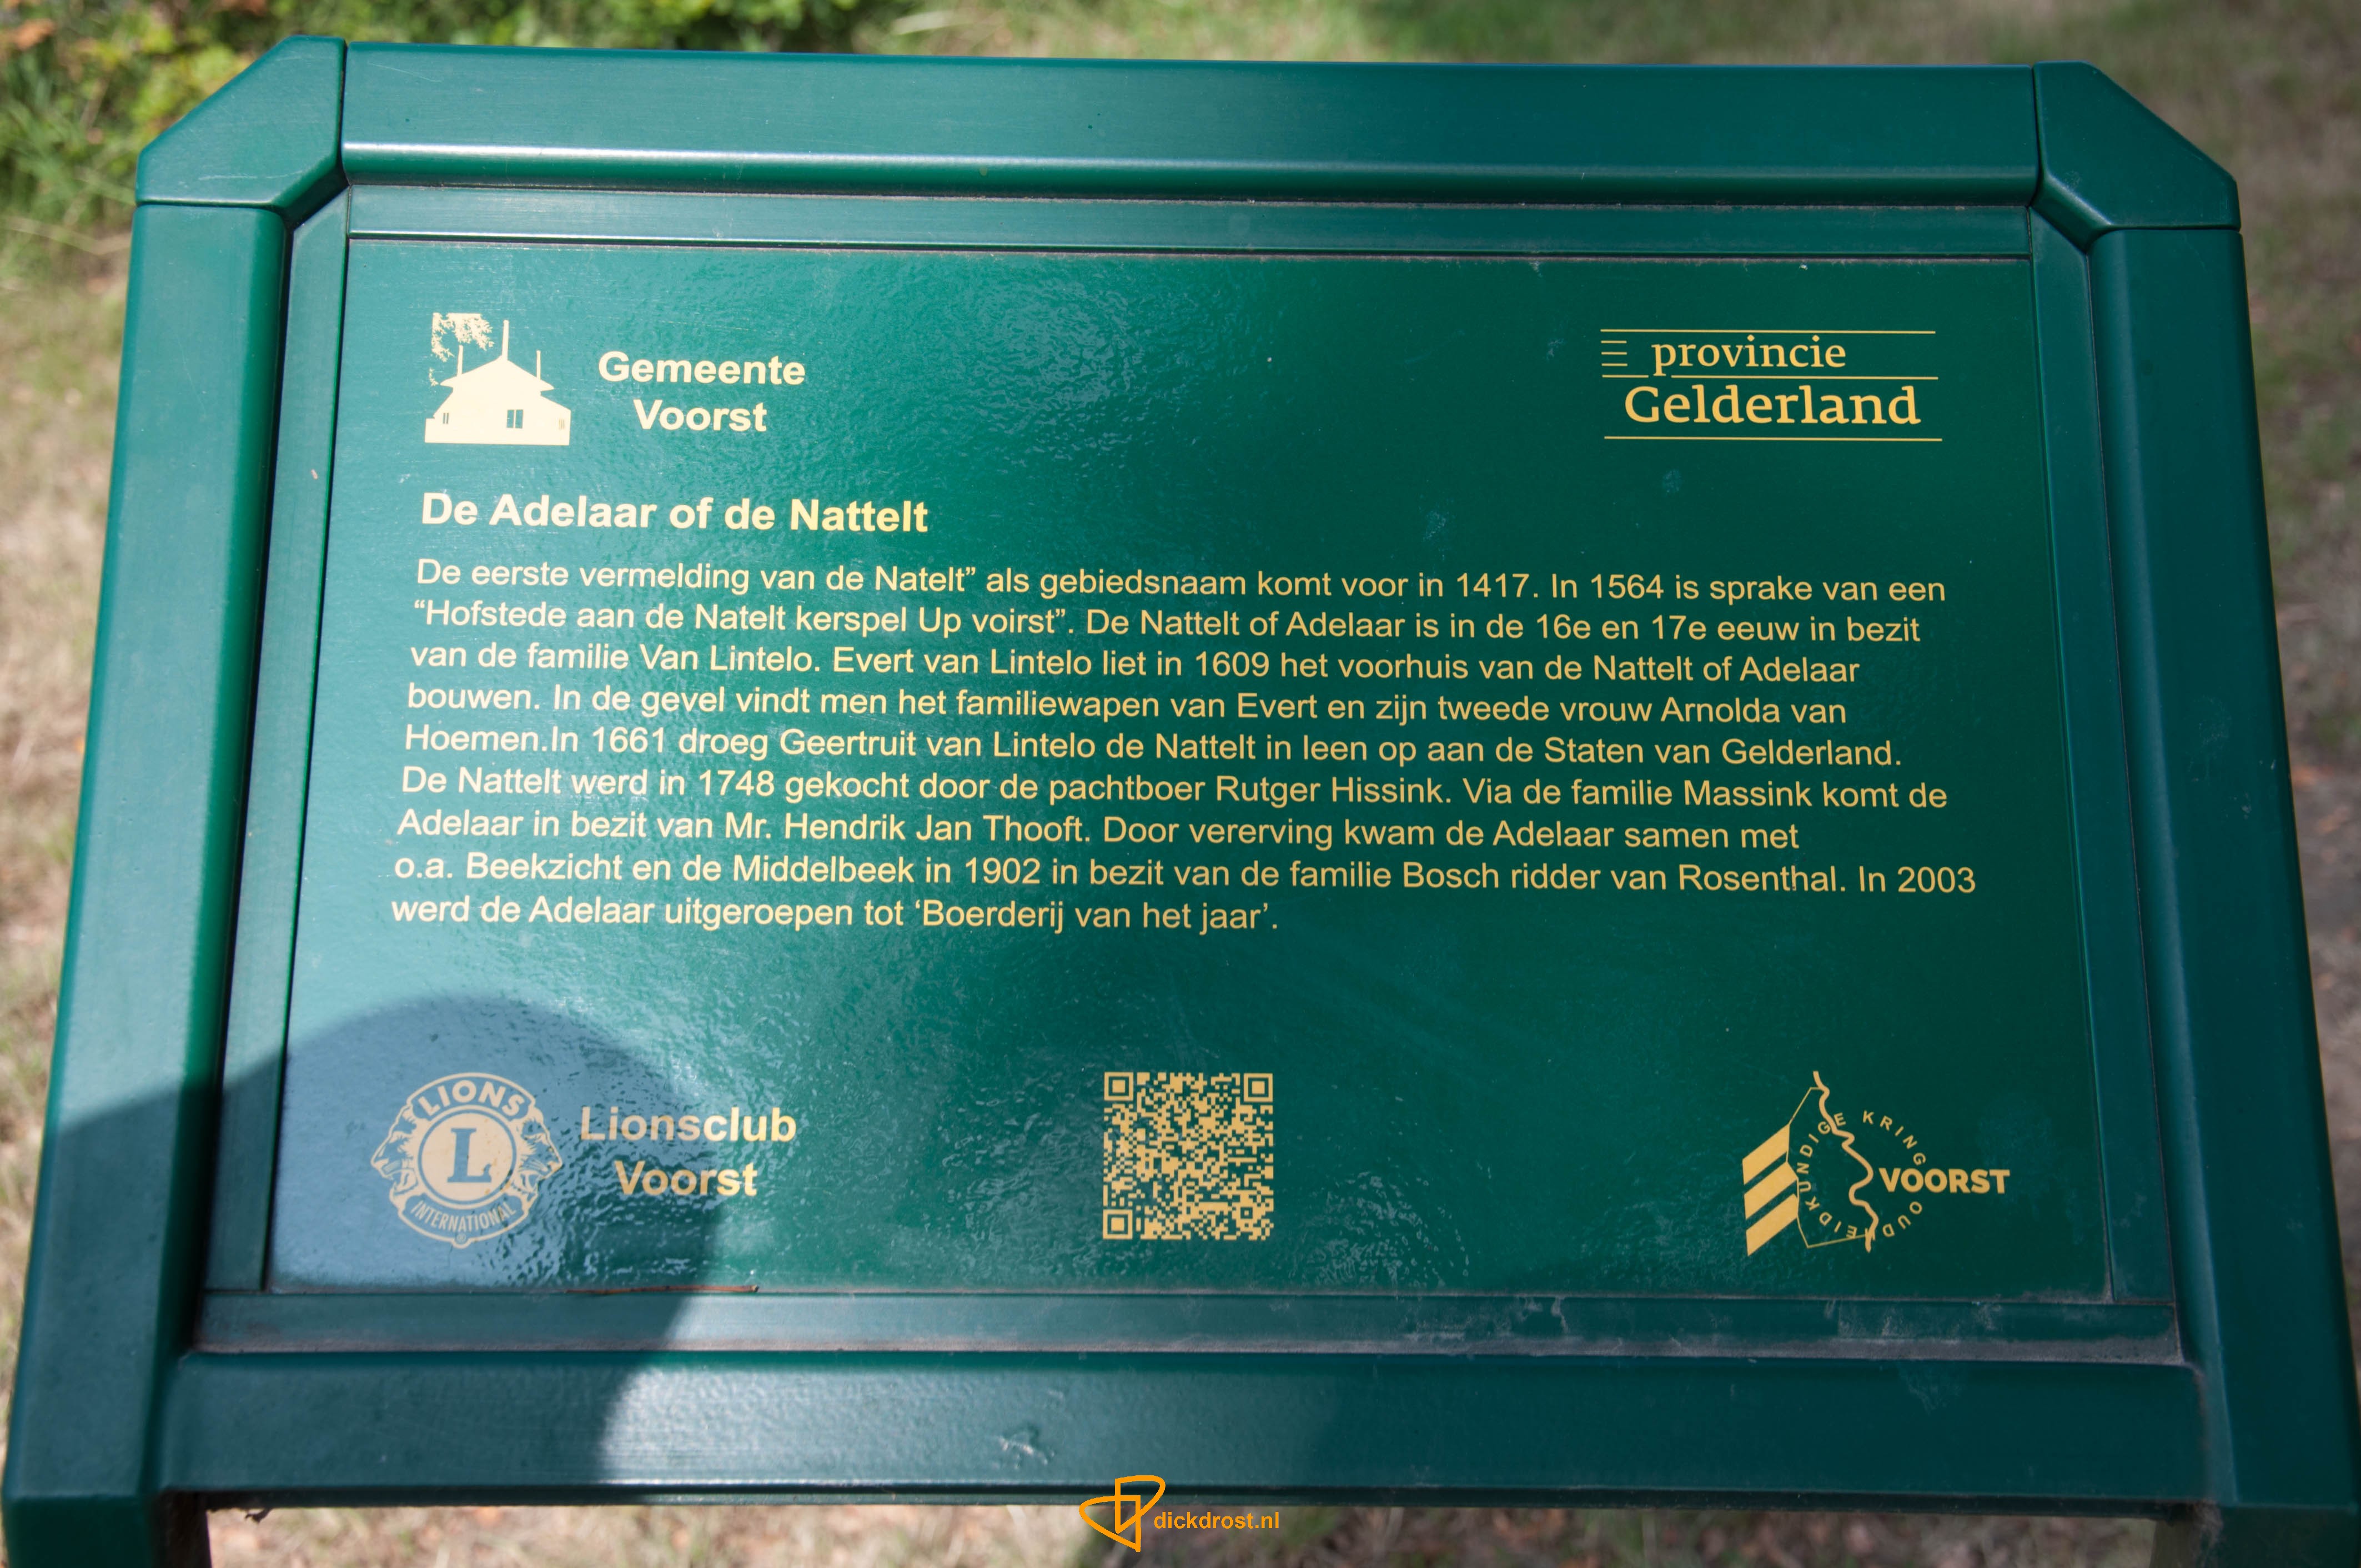 Gemeente
Voorst
provincie
Gelderland
De Adelaar of de Nattelt
De eerste vermelding van de Natelt” als gebiedsnaam komt voor in 1417. In 1564 is sprake van een
“Hofstede aan de Natelt kerspel Up voirst”. De Nattelt of Adelaar is in de 16e en 17e eeuw in bezit
van de familie Van Lintelo. Evert van Lintelo liet in 1609 het voorhuis van de Nattelt of Adelaar
bouwen. In de gevel vindt men het familiewapen van Evert en zijn tweede vrouw Arnolda van
Hoemen.In 1661 droeg Geertruit van Lintelo de Nattelt in leen op aan de Staten van Gelderland.
De Nattelt werd in 1748 gekocht door de pachtboer Rutger Hissink. Via de familie Massink komt de
Adelaar in bezit van Mr. Hendrik Jan Thooft. Door vererving kwam de Adelaar samen met
o.a. Beekzicht en de Middelbeek in 1902 in bezit van de familie Bosch ridder van Rosenthal. In 2003
werd de Adelaar uitgeroepen tot ‘Boerderij van het jaar’.
LIONS
L
INTERNATIONAL
®
Lionsclub
Voorst
OUDHEIDKUNDIGE KRING
VOORST
dickdrost.nl